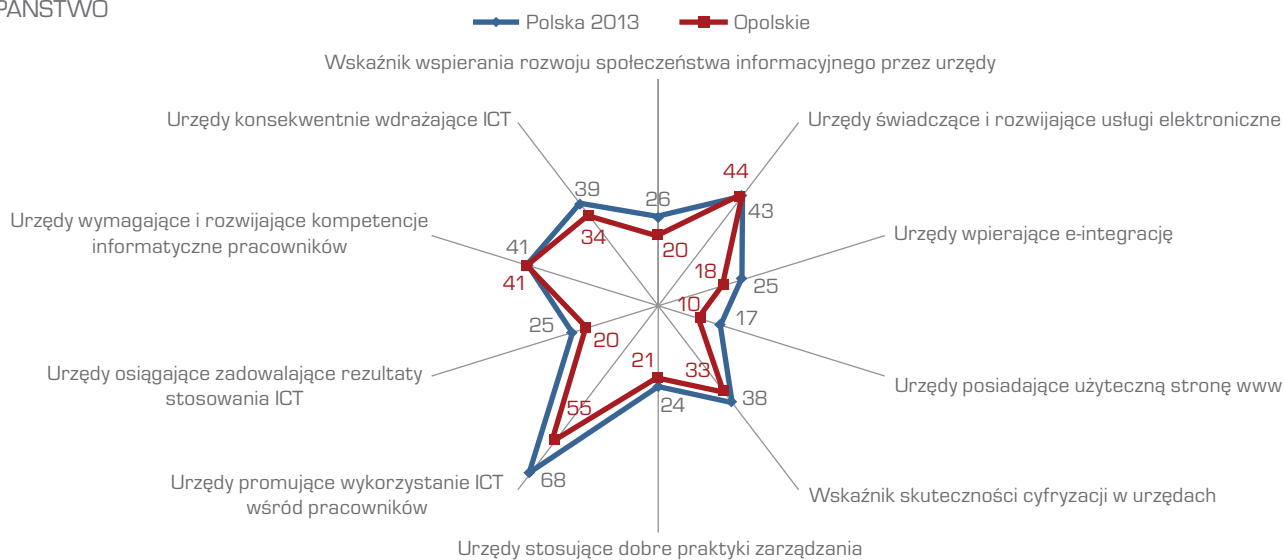 PAŃSTWO
Polska 2013
Opolskie
Wskaźnik wspierania rozwoju społeczeństwa informacyjnego przez urzędy
Urzędy konsekwentnie wdrażające ICT
Urzędy świadczące i rozwijające usługi elektroniczne
44
39
26
43
Urzędy wymagające i rozwijające kompetencje
informatyczne pracowników
34
20
Urzędy wpierające e-integrację
41
41
18
25
10
17
25
20
Urzędy osiągające zadowalające rezultaty
stosowania ICT
21
33
Urzędy posiadające użyteczną stronę www
24
38
55
68
Urzędy promujące wykorzystanie ICT
wśród pracowników
Wskaźnik skuteczności cyfryzacji w urzędach
Urzędy stosujące dobre praktyki zarządzania